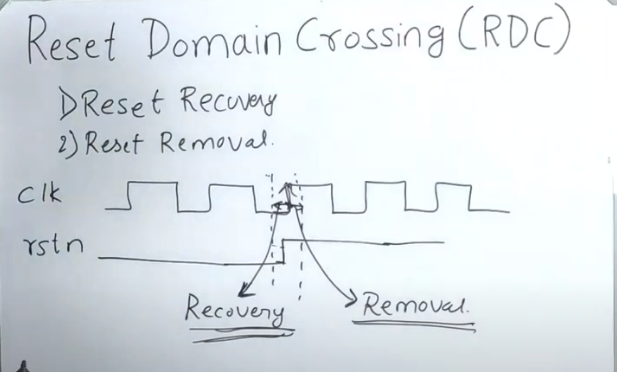 Reset Domain Crossing (RDC)
1) Reset Recovery
2) Reset Removal.
Clk
rstn
Recovery
Removal.